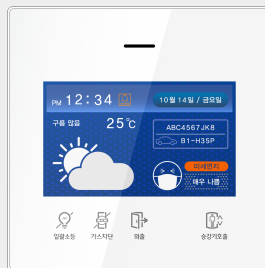 PM 12:34
10월 14일 / 금요일
구름 많음
25℃
ABC4567JK8
B1-H35P
미세먼지
매우 나쁨
일괄소등
가스차단
외출
승강기호출